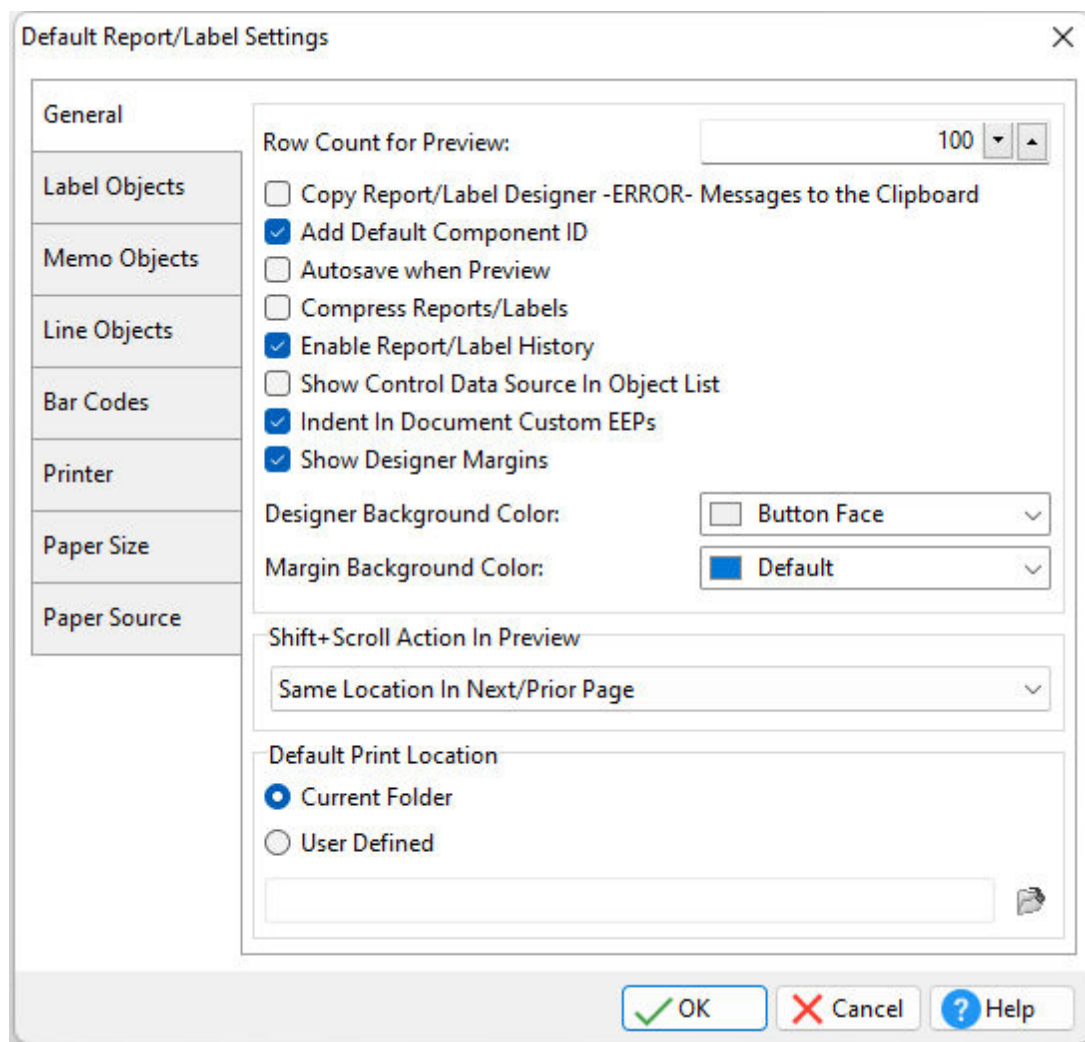 Default Report/Label Settings
General
Label Objects
Memo Objects
Line Objects
Bar Codes
Printer
Paper Size
Paper Source
Row Count for Preview: 100
Copy Report/Label Designer -ERROR- Messages to the Clipboard
Add Default Component ID
Autosave when Preview
Compress Reports/Labels
Enable Report/Label History
Show Control Data Source In Object List
Indent In Document Custom EEPs
Show Designer Margins
Designer Background Color: Button Face
Margin Background Color: Default
Shift+Scroll Action In Preview
Same Location In Next/Prior Page
Default Print Location
Current Folder
User Defined
OK Cancel ? Help